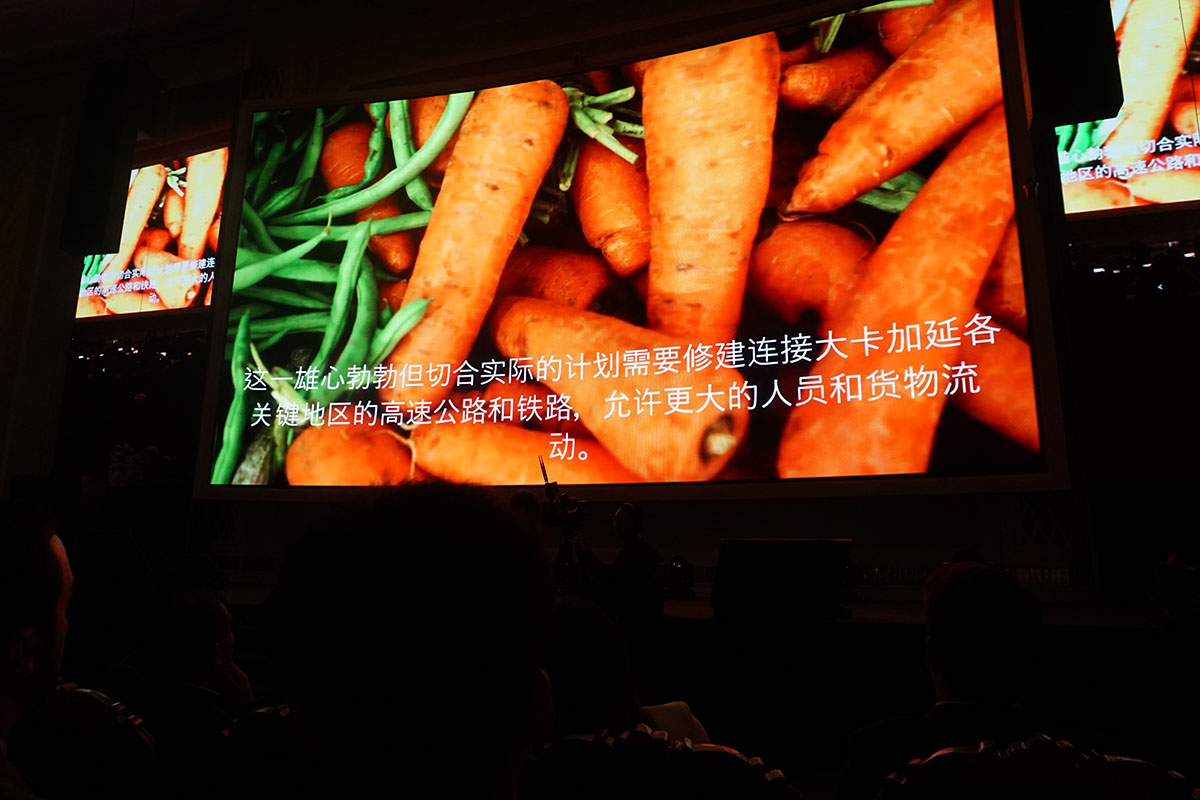 这一雄心勃勃但切合实际的计划需要修建连接大卡加延各
关键地区的高速公路和铁路，允许更大的人员和货物流
动。